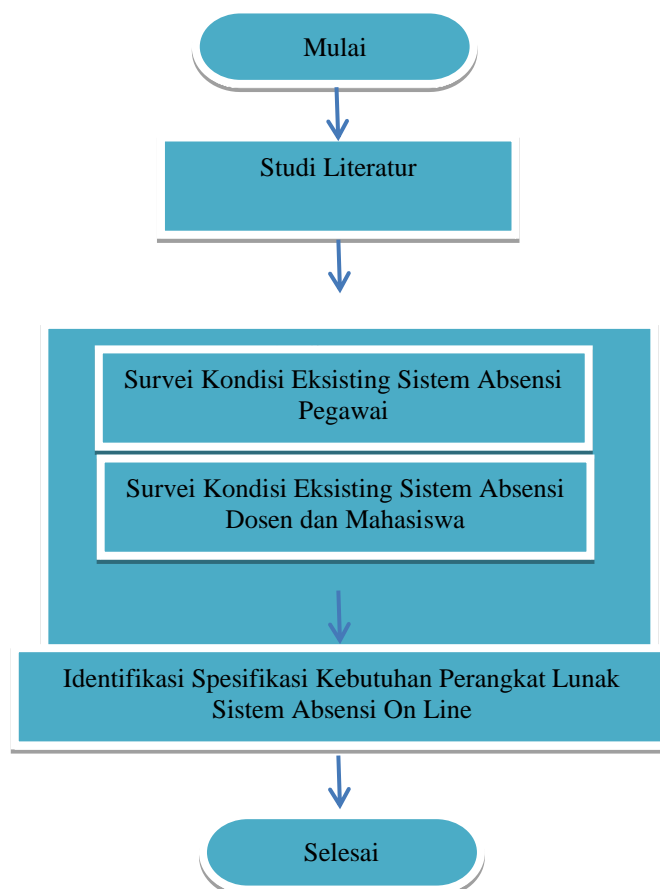 Mulai
Studi Literatur
Survei Kondisi Eksisting Sistem Absensi
Pegawai
Survei Kondisi Eksisting Sistem Absensi
Dosen dan Mahasiswa
Identifikasi Spesifikasi Kebutuhan Perangkat Lunak
Sistem Absensi On Line
Selesai